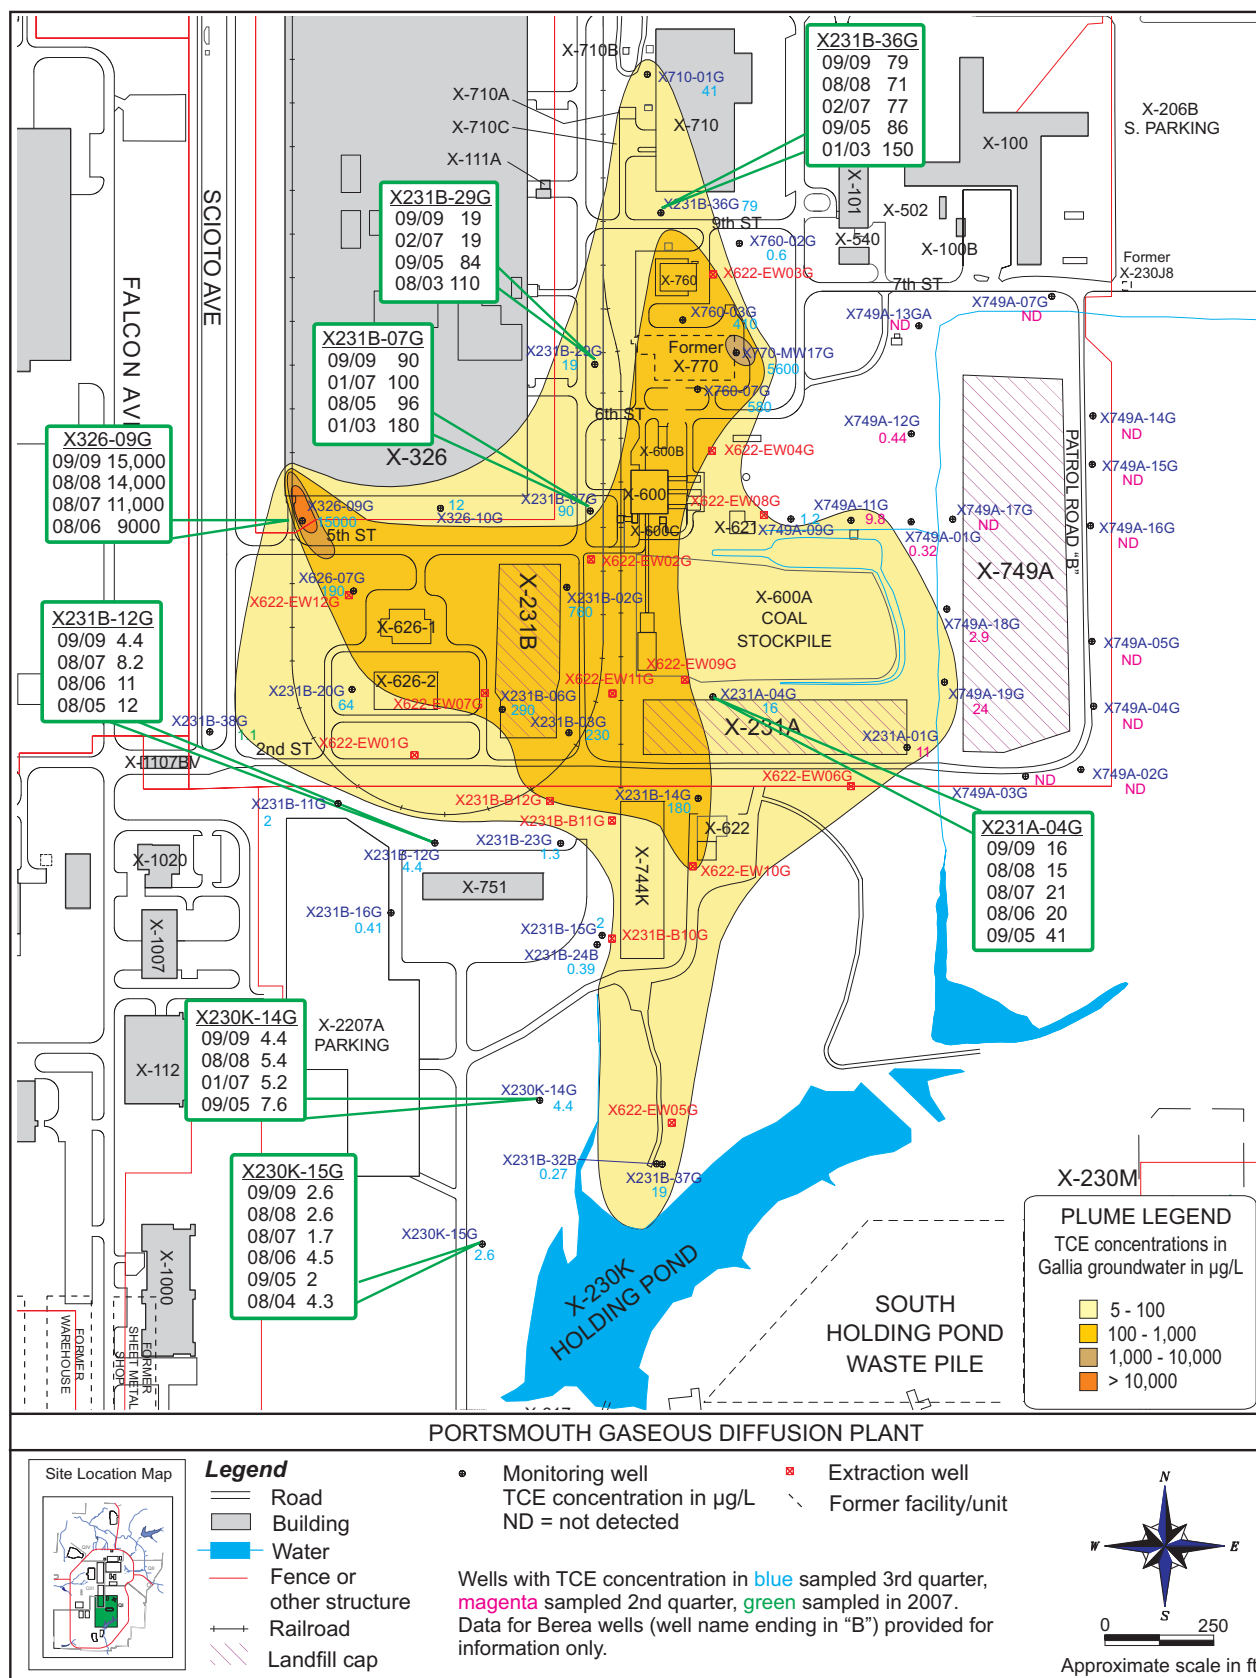 X231B-36G
09/09 79
08/08 71
02/07 77
09/05 86
01/03 150
X-710B
X710-01G
41
X-710A
X-710C
X-710
X-111A
X-100
X-206B
S. PARKING
X-101
X-502
X-540
X-100B
X231B-36G 79
9th ST
X760-02G
0.6
7th ST
Former
X-230J8
X231B-29G
09/09 19
02/07 19
09/05 84
08/03 110
SCIOTO AVE
FALCON AVE
X-760
X622-EW03G
X760-03G
410
X749A-07G
ND
X749A-13GA
ND
X231B-07G
09/09 90
01/07 100
08/05 96
01/03 180
X231B-29G
19
Former
X-770
X770-MW17G
5600
X760-07G
580
6th ST
X749A-12G
0.44
X749A-14G
ND
X-326
X-600B
X622-EW04G
PATROL ROAD "B"
X749A-15G
ND
X326-09G
09/09 15,000
08/08 14,000
08/07 11,000
08/06 9000
X326-09G
15000
5th ST
12
X326-10G
X231B-07G
90
X-600
X-600C
X622-EW08G
X-621
X749A-09G
1.2
X749A-11G
9.8
X749A-01G
0.32
X749A-17G
ND
X749A-16G
ND
X-749A
X622-EW02G
X626-07G
190
X622-EW12G
X-231B
X231B-02G
760
X-600A
COAL
STOCKPILE
X-626-1
X749A-18G
2.9
X749A-05G
ND
X231B-12G
09/09 4.4
08/07 8.2
08/06 11
08/05 12
X-626-2
X231B-20G
64
X622-EW07G
X231B-06G
290
X622-EW11G
X622-EW09G
X231A-04G
16
X749A-19G
24
X749A-04G
ND
X231B-38G
1.1
2nd ST
X622-EW01G
X231B-03G
230
X-231A
X231A-01G
11
X-1107BV
X622-EW06G
ND
X749A-03G
X749A-02G
ND
X231B-11G
2
X231B-B12G
X231B-14G
180
X231B-B11G
X-622
X231A-04G
09/09 16
08/08 15
08/07 21
08/06 20
09/05 41
X231B-12G
4.4
X231B-23G
1.3
X-1020
X-751
X-744K
X622-EW10G
X-1007
X231B-16G
0.41
X231B-15G 2
X231B-B10G
X231B-24B
0.39
X230K-14G
09/09 4.4
08/08 5.4
01/07 5.2
09/05 7.6
X-2207A
PARKING
X-112
X230K-14G
4.4
X622-EW05G
X230K-15G
09/09 2.6
08/08 2.6
08/07 1.7
08/06 4.5
09/05 2
08/04 4.3
X231B-32B
0.27
X231B-37G
19
X-230M
X230K-15G
2.6
X-1000
X-230K
HOLDING POND
SOUTH
HOLDING POND
WASTE PILE
FORMER
WAREHOUSE
FORMER
SHEET METAL
SHOP
PLUME LEGEND
TCE concentrations in
Gallia groundwater in µg/L
5 - 100
100 - 1,000
1,000 - 10,000
> 10,000
PORTSMOUTH GASEOUS DIFFUSION PLANT
Site Location Map
Legend
Road
Building
Water
Fence or
other structure
Railroad
Landfill cap
Monitoring well
TCE concentration in µg/L
ND = not detected
Extraction well
Former facility/unit
Wells with TCE concentration in blue sampled 3rd quarter,
magenta sampled 2nd quarter, green sampled in 2007.
Data for Berea wells (well name ending in “B”) provided for
information only.
N
W
E
S
0 250
Approximate scale in ft